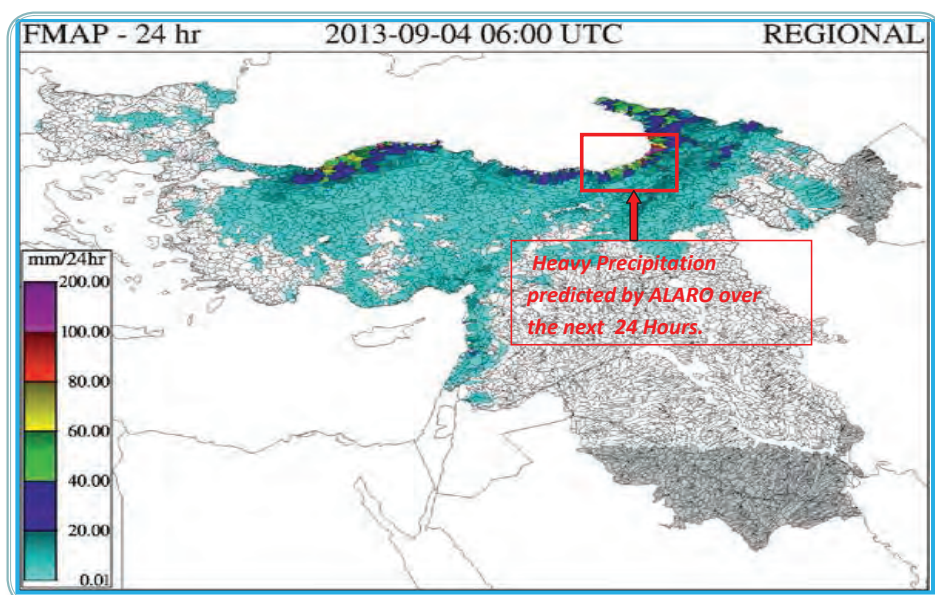 FMAP - 24 hr 2013-09-04 06:00 UTC REGIONAL
Heavy Precipitation
predicted by ALARO over
the next 24 Hours.
mm/24hr
200.00
100.00
80.00
60.00
40.00
20.00
0.01